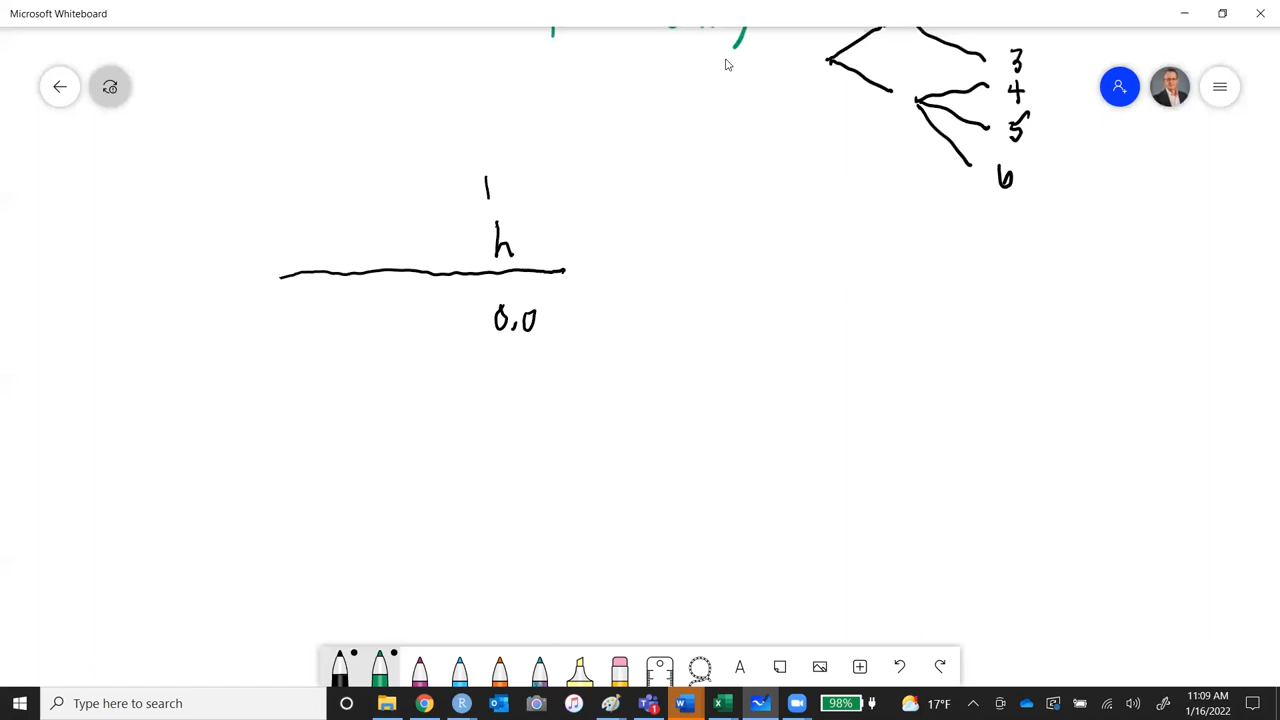 Microsoft Whiteboard
3
4
5
6
1
h
0,0
A
Type here to search
98%
17°F
11:09 AM
1/16/2022